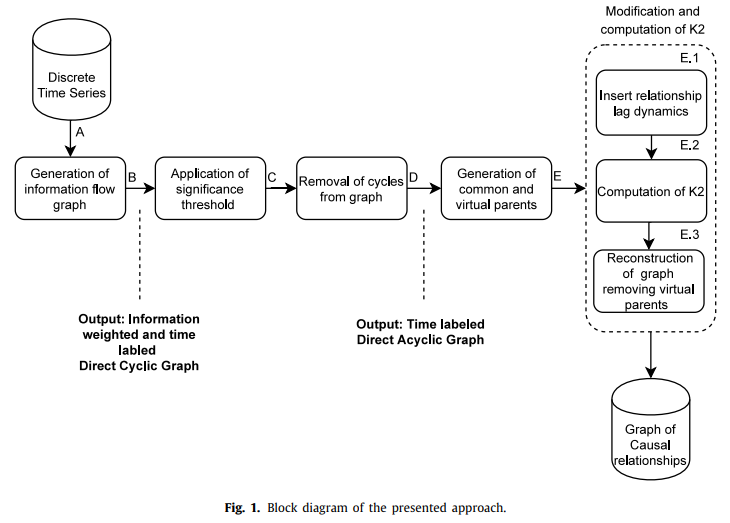 Modification and
computation of K2
Discrete
Time Series
A
Generation of
information flow
graph
B
Application of
significance
threshold
C
Removal of cycles
from graph
D
Generation of
common and
virtual parents
E
E.1
Insert relationship
lag dynamics
E.2
Computation of K2
E.3
Reconstruction
of graph
removing virtual
parents
Output: Information
weighted and time
labled
Direct Cyclic Graph
Output: Time labeled
Direct Acyclic Graph
Graph of
Causal
relationships
Fig. 1. Block diagram of the presented approach.